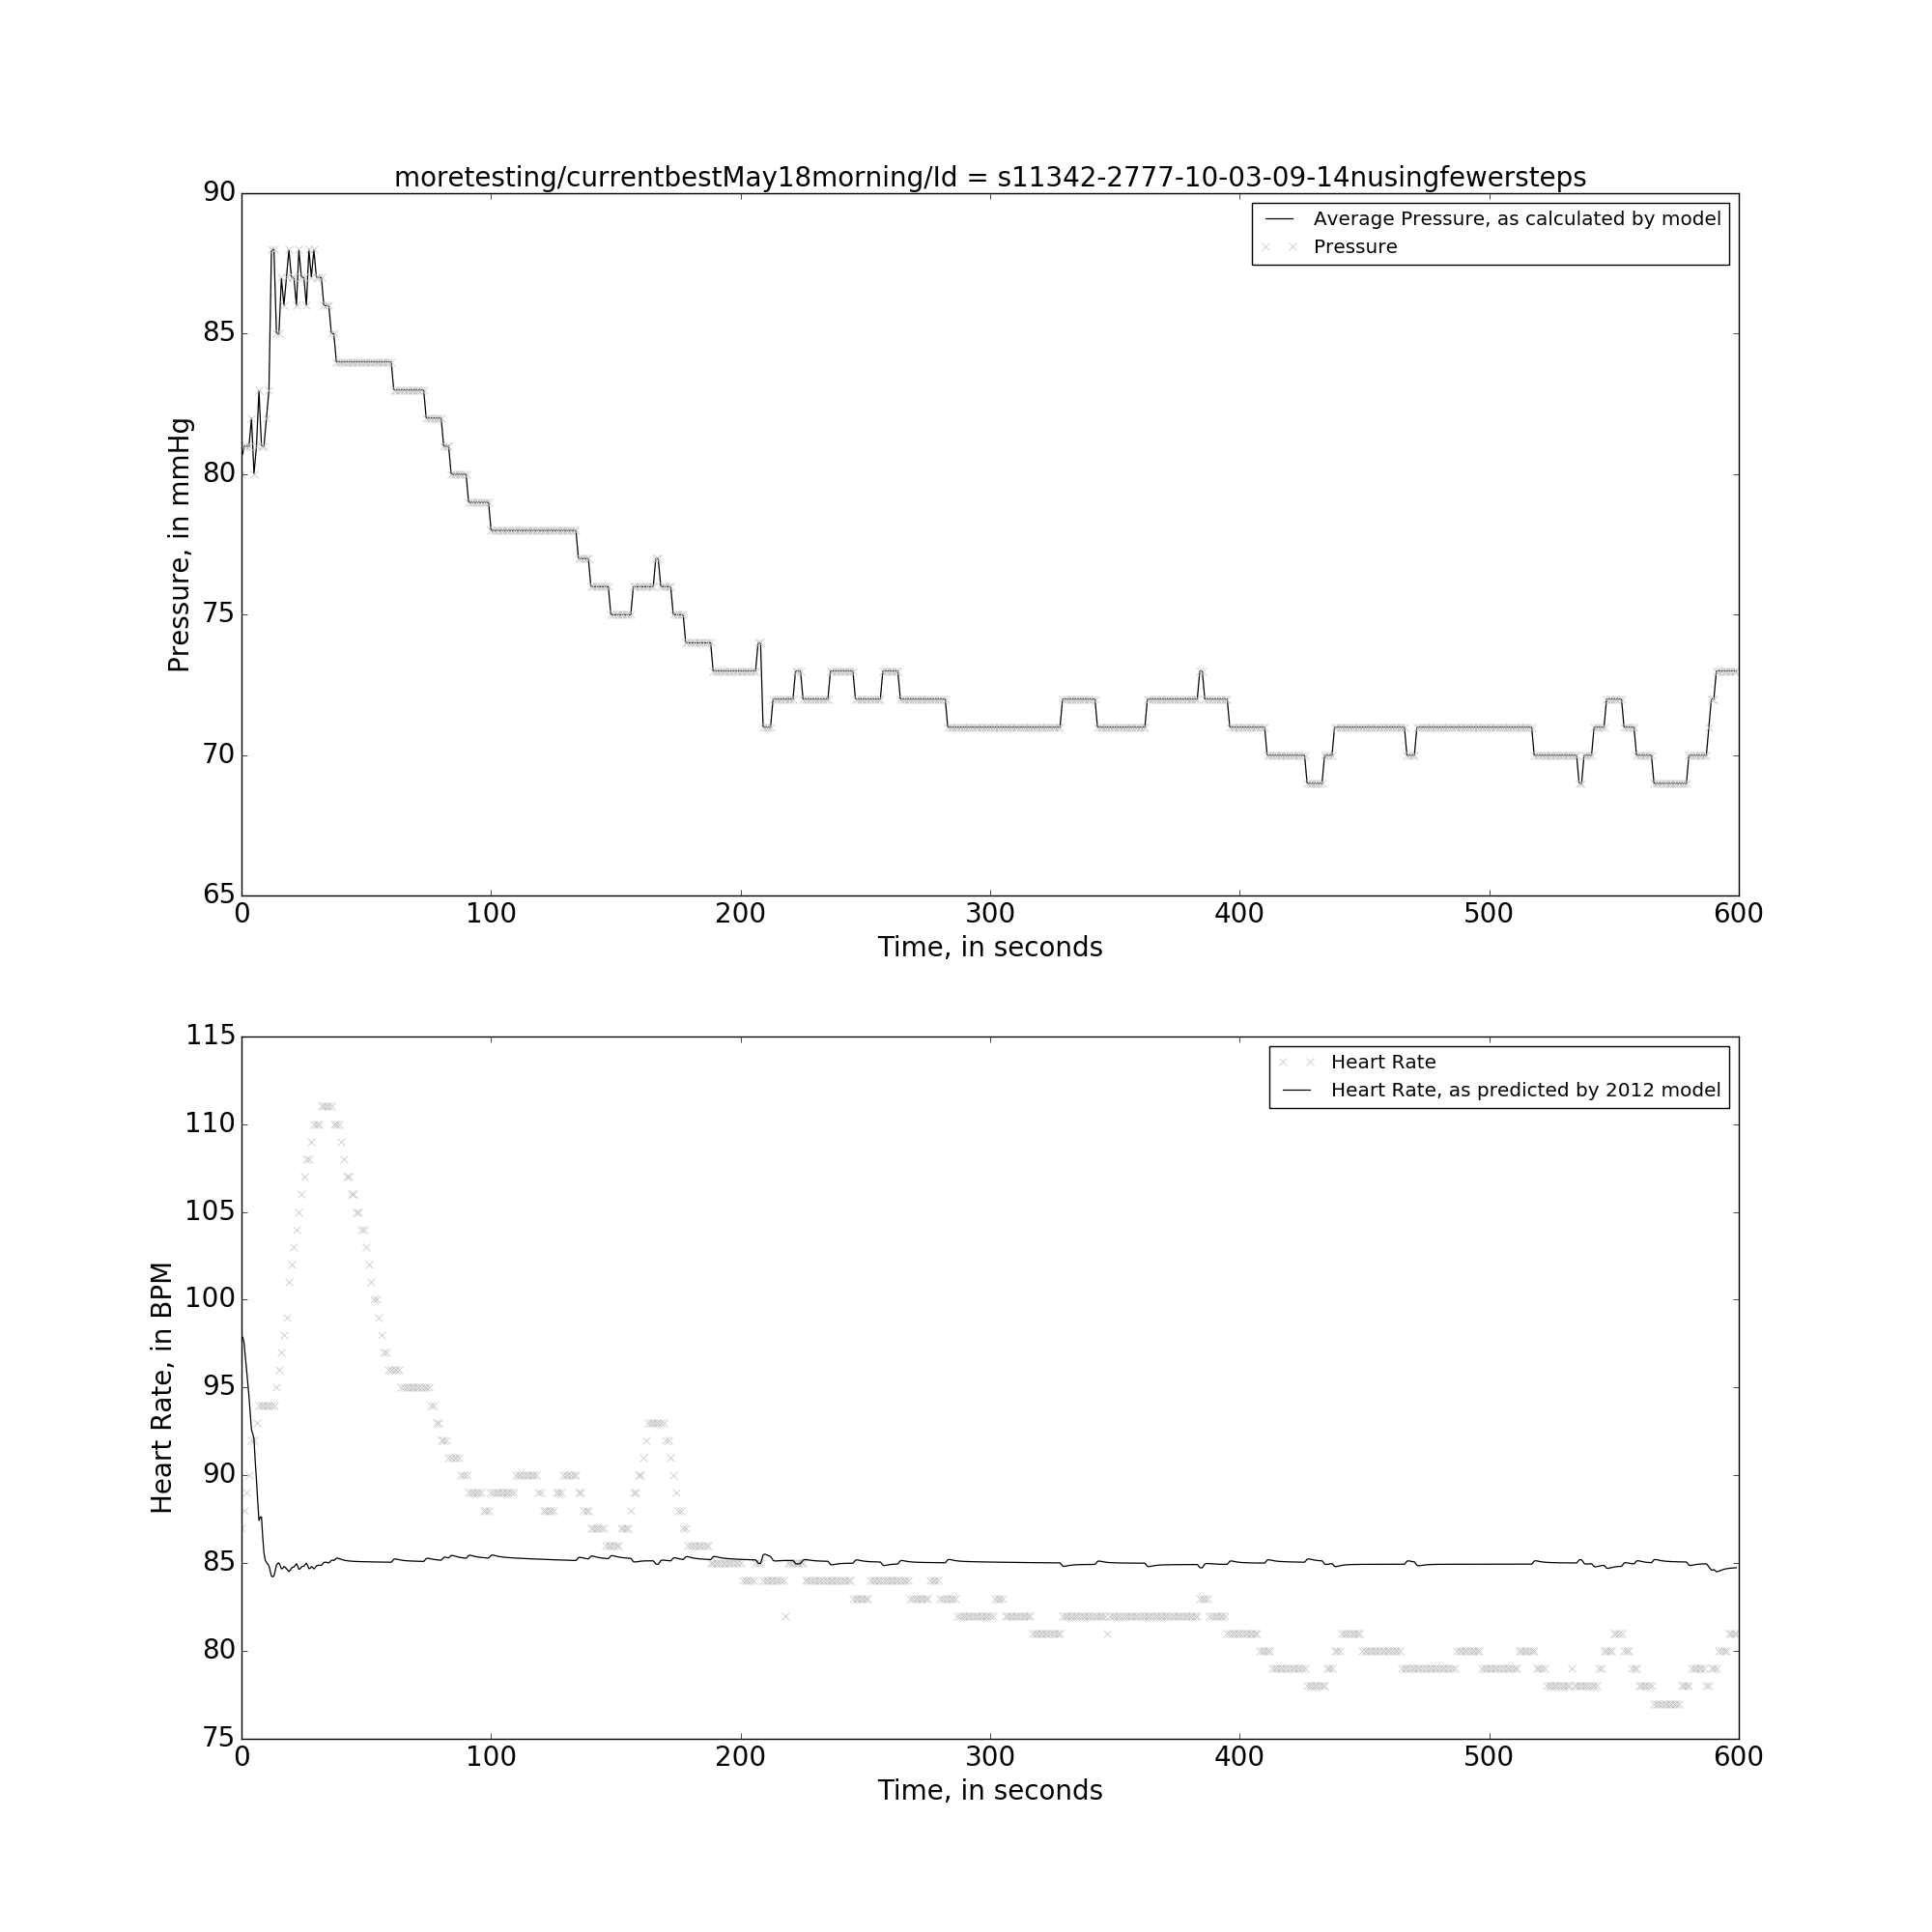 moretesting/currentbestMay18morning/Id = s11342-2777-10-03-09-14nusingfewersteps
90
85
80
75
70
65
Pressure, in mmHg
Average Pressure, as calculated by model
Pressure
0 100 200 300 400 500 600
Time, in seconds
115
110
105
100
95
90
85
80
75
Heart Rate, in BPM
Heart Rate
Heart Rate, as predicted by 2012 model
0 100 200 300 400 500 600
Time, in seconds